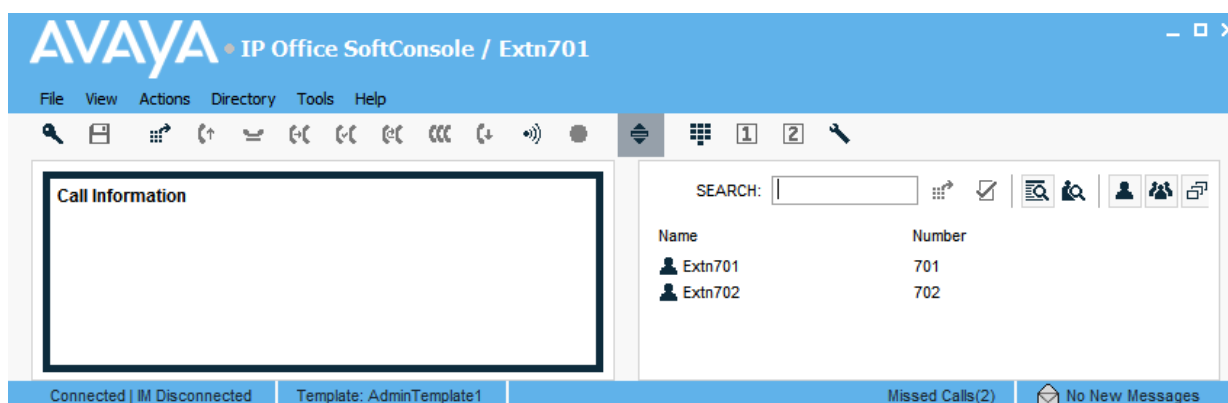 AVAYA • IP Office SoftConsole / Extn701
File View Actions Directory Tools Help
1 2
Call Information
SEARCH:
Name Number
Extn701 701
Extn702 702
Connected | IM Disconnected Template: AdminTemplate1 Missed Calls(2) No New Messages